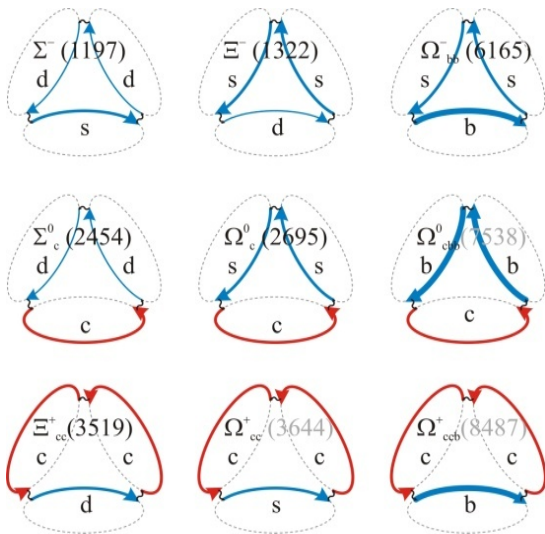 Σ⁻ (1197)
d d
s
Ξ⁻ (1322)
s s
d
Ω⁻bb (6165)
s s
b
Σ⁰c (2454)
d d
c
Ω⁰c (2695)
s s
c
Ω⁰cbb (7538)
b b
c
Ξ⁺cc (3519)
c c
d
Ω⁺cc (3644)
c c
s
Ω⁺ccb (8487)
c c
b